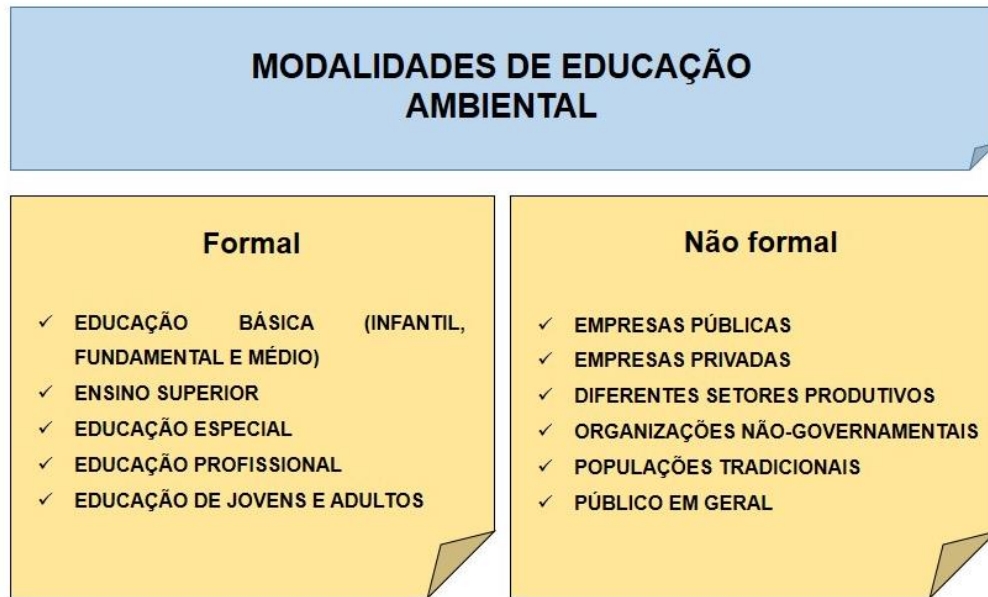 MODALIDADES DE EDUCAÇÃO
AMBIENTAL
Formal
✓ EDUCAÇÃO BÁSICA (INFANTIL,
FUNDAMENTAL E MÉDIO)
✓ ENSINO SUPERIOR
✓ EDUCAÇÃO ESPECIAL
✓ EDUCAÇÃO PROFISSIONAL
✓ EDUCAÇÃO DE JOVENS E ADULTOS
Não formal
✓ EMPRESAS PÚBLICAS
✓ EMPRESAS PRIVADAS
✓ DIFERENTES SETORES PRODUTIVOS
✓ ORGANIZAÇÕES NÃO-GOVERNAMENTAIS
✓ POPULAÇÕES TRADICIONAIS
✓ PÚBLICO EM GERAL